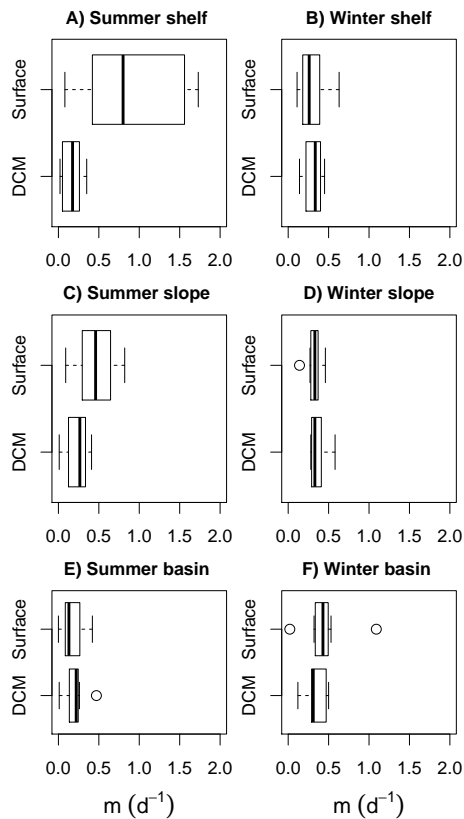 A) Summer shelf
B) Winter shelf
Surface
DCM
0.0 0.5 1.0 1.5 2.0
Surface
DCM
0.0 0.5 1.0 1.5 2.0
C) Summer slope
D) Winter slope
Surface
DCM
0.0 0.5 1.0 1.5 2.0
Surface
DCM
0.0 0.5 1.0 1.5 2.0
E) Summer basin
F) Winter basin
Surface
DCM
0.0 0.5 1.0 1.5 2.0
m (d⁻¹)
Surface
DCM
0.0 0.5 1.0 1.5 2.0
m (d⁻¹)